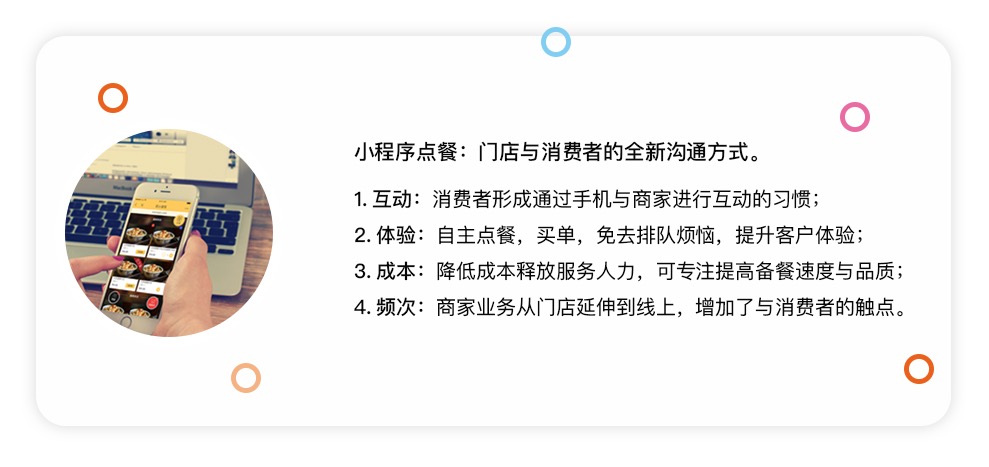 小程序点餐：门店与消费者的全新沟通方式。
1. 互动：消费者形成通过手机与商家进行互动的习惯；
2. 体验：自主点餐，买单，免去排队烦恼，提升客户体验；
3. 成本：降低成本释放服务人力，可专注提高备餐速度与品质；
4. 频次：商家业务从门店延伸到线上，增加了与消费者的触点。